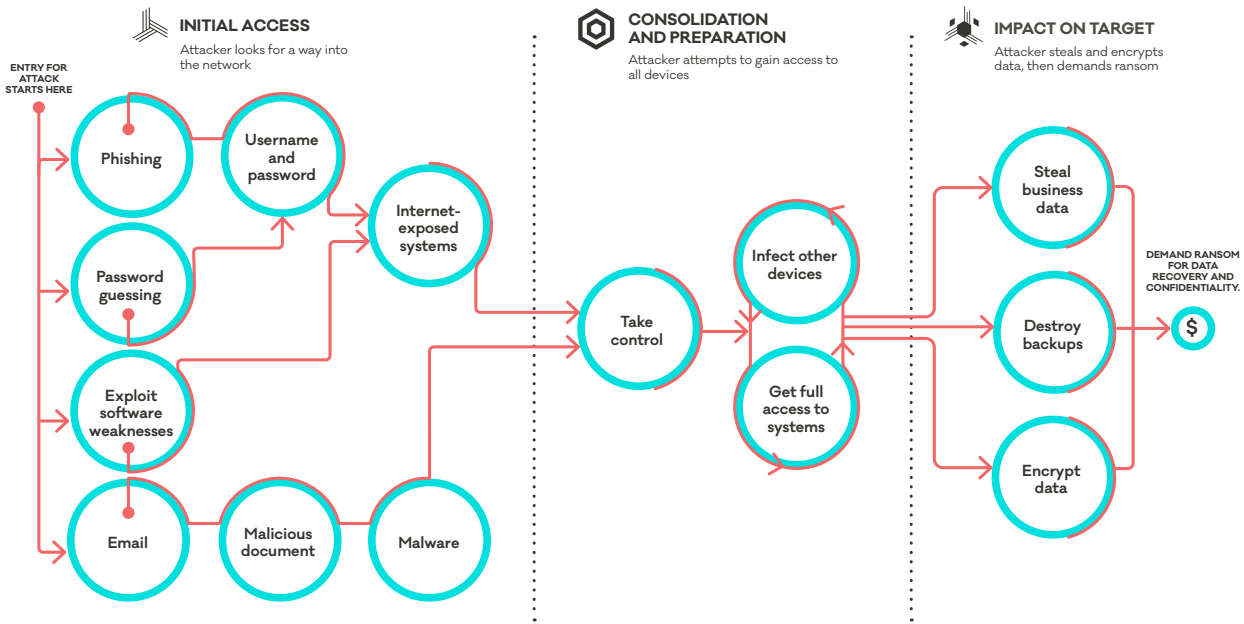 INITIAL ACCESS
Attacker looks for a way into
the network
CONSOLIDATION
AND PREPARATION
Attacker attempts to gain access to
all devices
IMPACT ON TARGET
Attacker steals and encrypts
data, then demands ransom
ENTRY FOR
ATTACK
STARTS HERE
Phishing
Username
and
password
Password
guessing
Internet-
exposed
systems
Exploit
software
weaknesses
Email
Malicious
document
Malware
Take
control
Infect other
devices
Get full
access to
systems
Steal
business
data
Destroy
backups
Encrypt
data
DEMAND RANSOM
FOR DATA
RECOVERY AND
CONFIDENTIALITY.
$